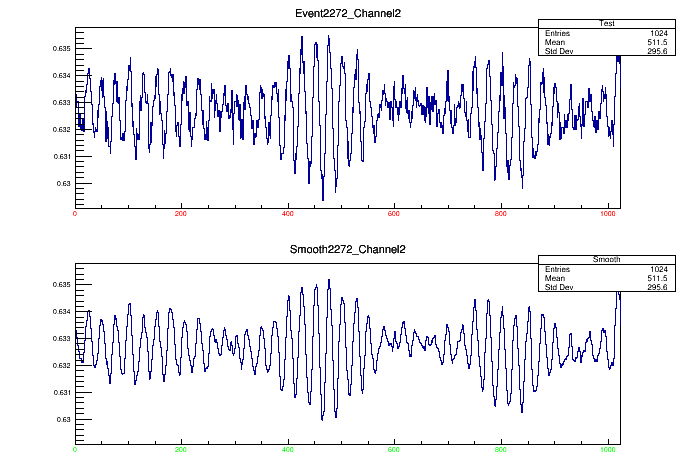 Event2272_Channel2
Test
Entries 1024
Mean 511.5
Std Dev 295.6
0.635
0.634
0.633
0.632
0.631
0.63
0 200 400 600 800 1000
Smooth2272_Channel2
Smooth
Entries 1024
Mean 511.5
Std Dev 295.6
0.635
0.634
0.633
0.632
0.631
0.63
0 200 400 600 800 1000